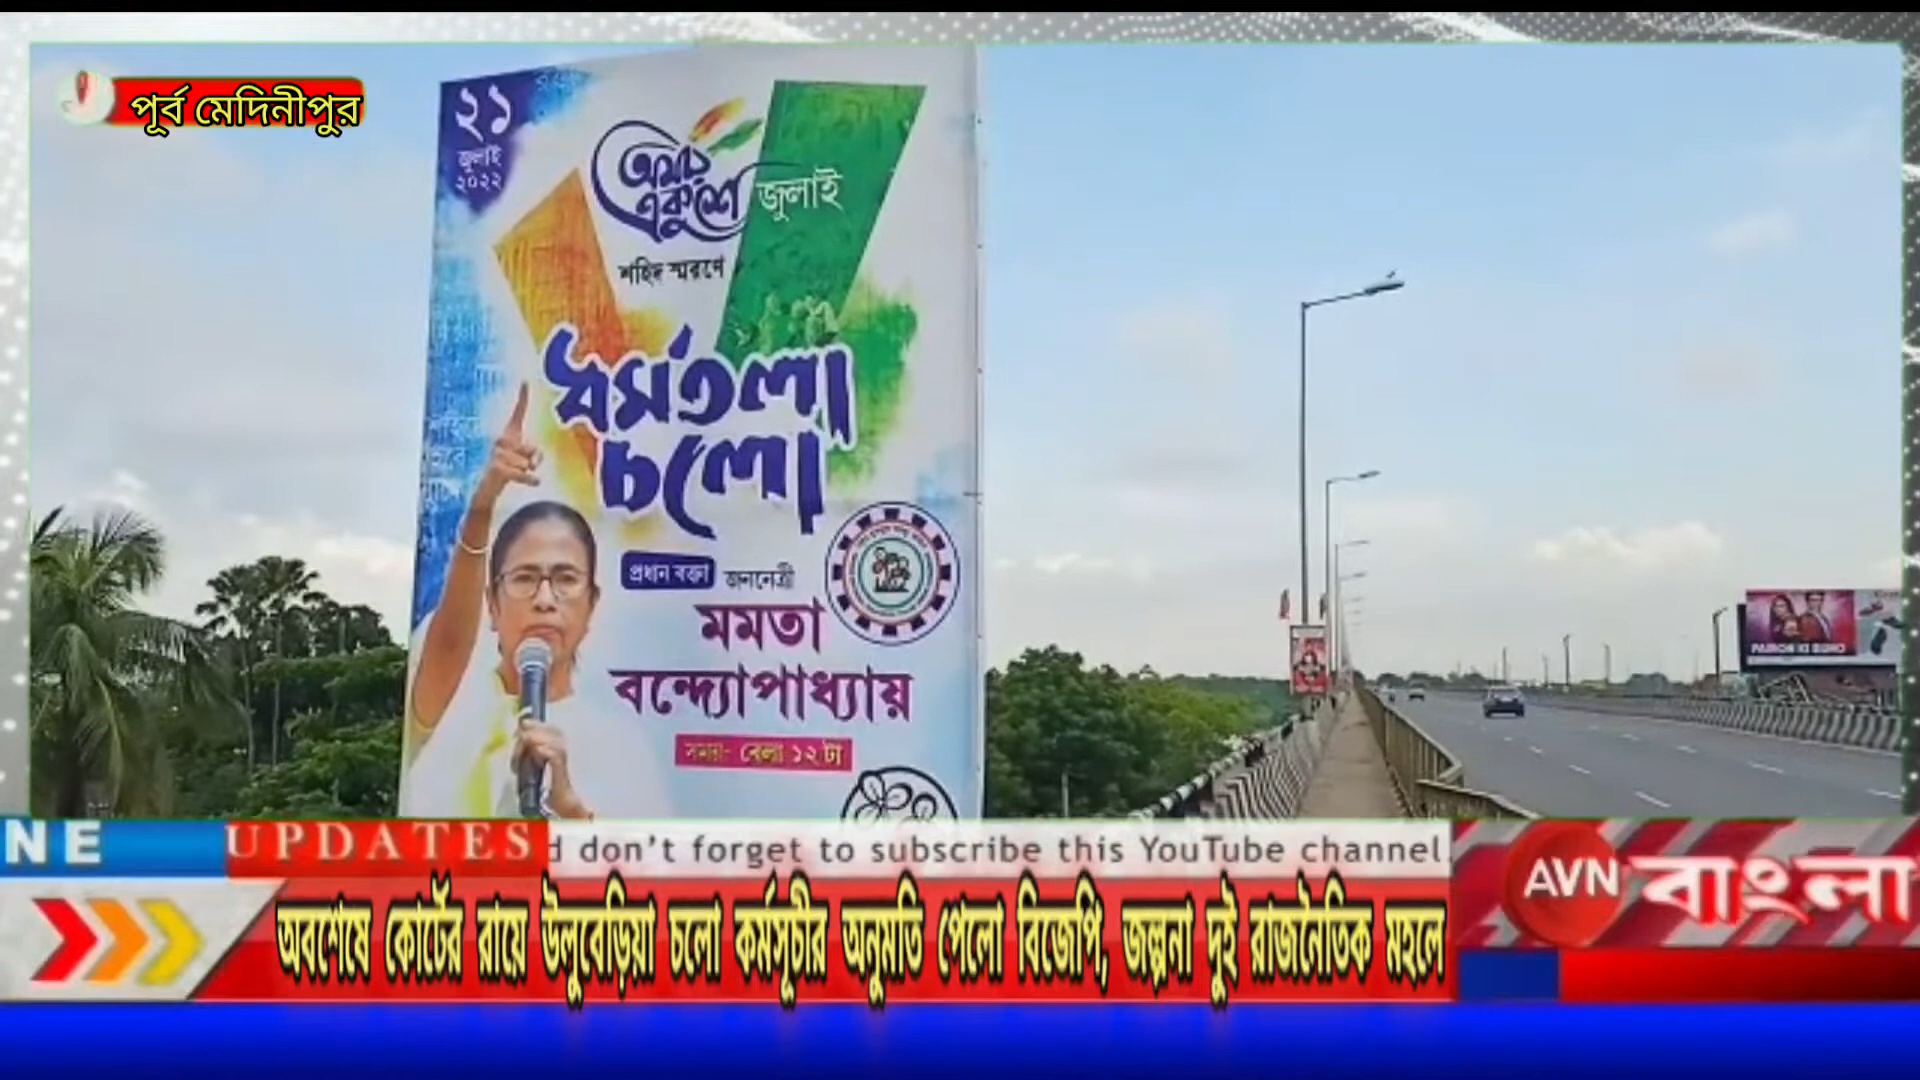 পূর্ব মেদিনীপুর
২১
জুলাই
২০২২
অমর
একুশে
জুলাই
শহিদ স্মরণে
ধর্মতলা
চলো
প্রধান বক্তা জননেত্রী
মমতা
বন্দ্যোপাধ্যায়
সময়- বেলা ১২ টা
NE
UPDATES
d don't forget to subscribe this YouTube channel.
অবশেষে কোর্টের রায়ে উলুবেড়িয়া চলো কর্মসূচীর অনুমতি পেলো বিজেপি, জল্পনা দুই রাজনৈতিক মহলে
AVN বাংলা